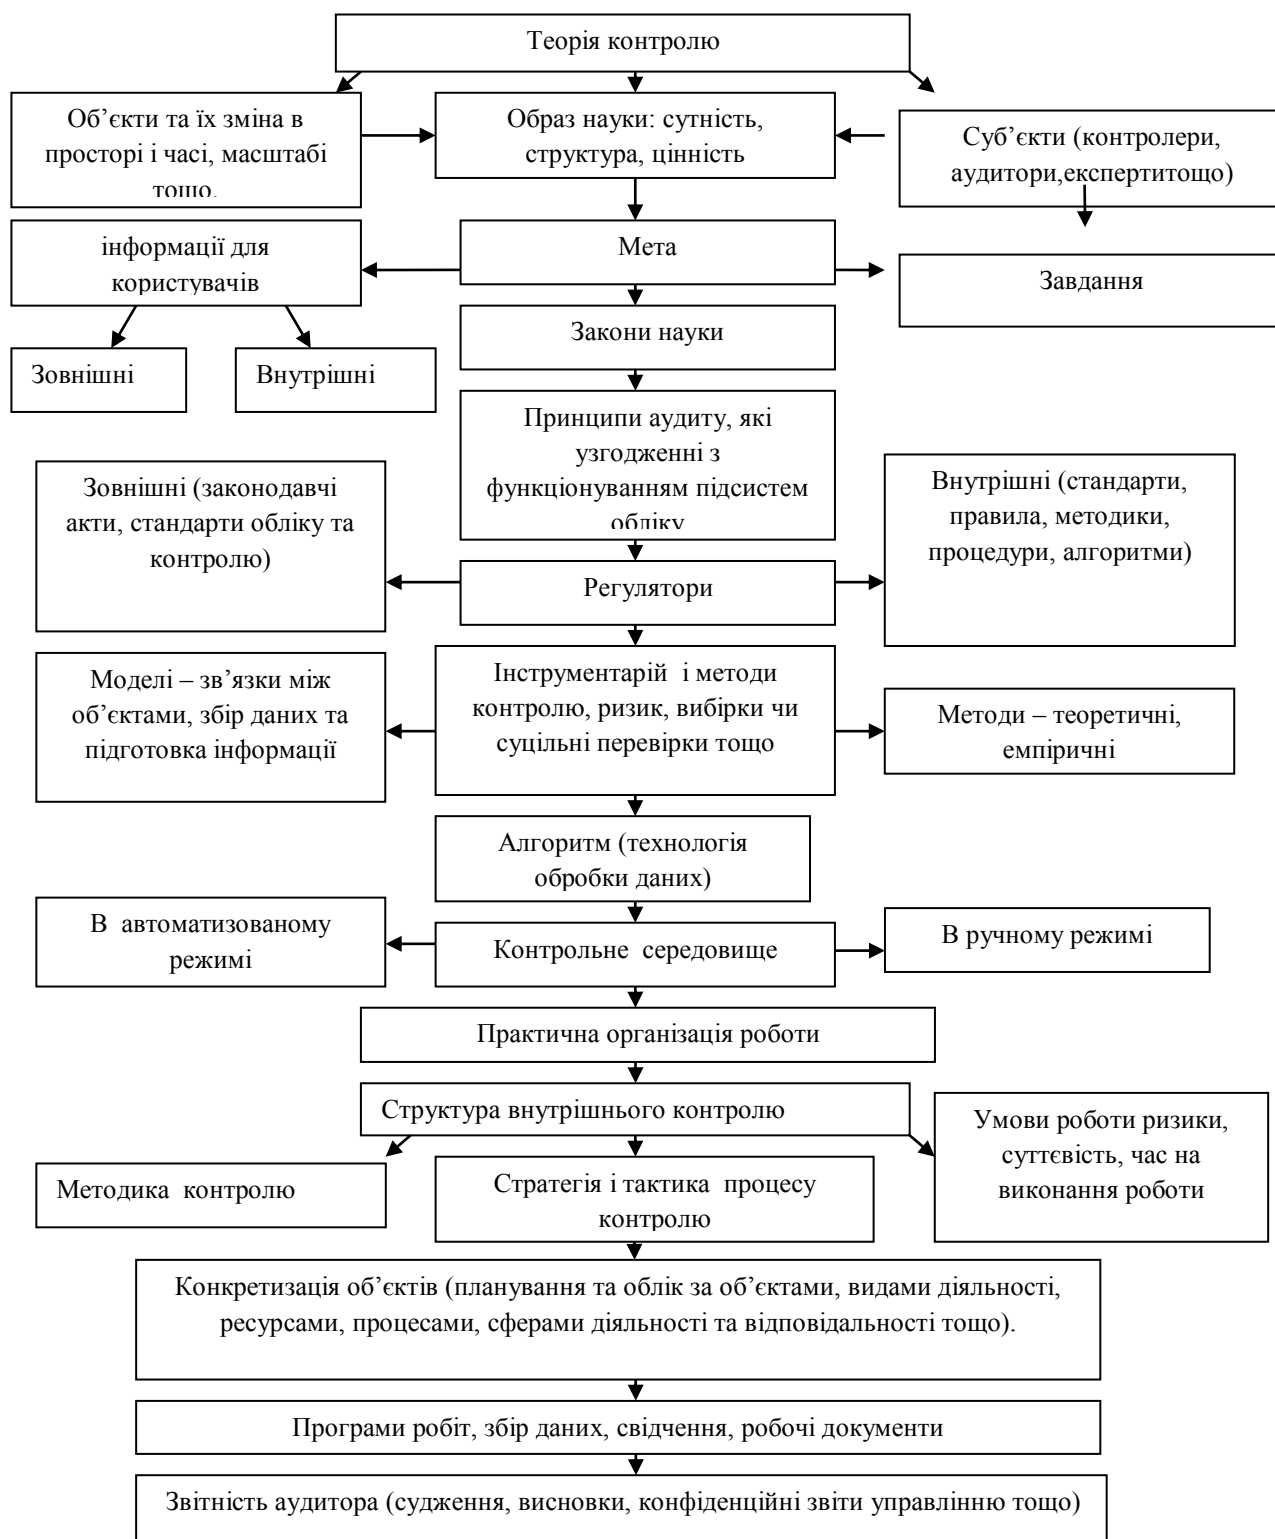 Теорія контролю
Об’єкти та їх зміна в
просторі і часі, масштабі
тощо.
Образ науки: сутність,
структура, цінність
Суб’єкти (контролери,
аудитори,експертитощо)
інформації для
користувачів
Мета
Завдання
Зовнішні
Внутрішні
Закони науки
Принципи аудиту, які
узгодженні з
функціонуванням підсистем
обліку
Зовнішні (законодавчі
акти, стандарти обліку та
контролю)
Регулятори
Внутрішні (стандарти,
правила, методики,
процедури, алгоритми)
Моделі – зв’язки між
об’єктами, збір даних та
підготовка інформації
Інструментарій і методи
контролю, ризик, вибірки чи
суцільні перевірки тощо
Методи – теоретичні,
емпіричні
Алгоритм (технологія
обробки даних)
В автоматизованому
режимі
Контрольне середовище
В ручному режимі
Практична організація роботи
Структура внутрішнього контролю
Методика контролю
Стратегія і тактика процесу
контролю
Умови роботи ризики,
суттєвість, час на
виконання роботи
Конкретизація об’єктів (планування та облік за об’єктами, видами діяльності,
ресурсами, процесами, сферами діяльності та відповідальності тощо).
Програми робіт, збір даних, свідчення, робочі документи
Звітність аудитора (судження, висновки, конфіденційні звіти управлінню тощо)